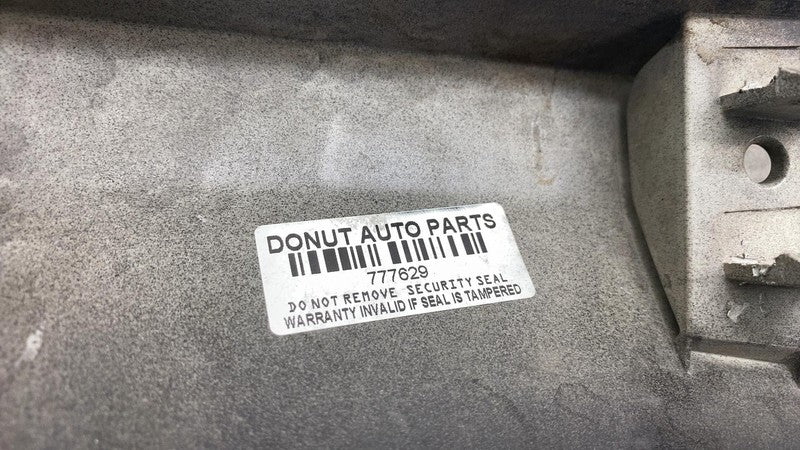 DONUT AUTO PARTS
777629
DO NOT REMOVE SECURITY SEAL
WARRANTY INVALID IF SEAL IS TAMPERED